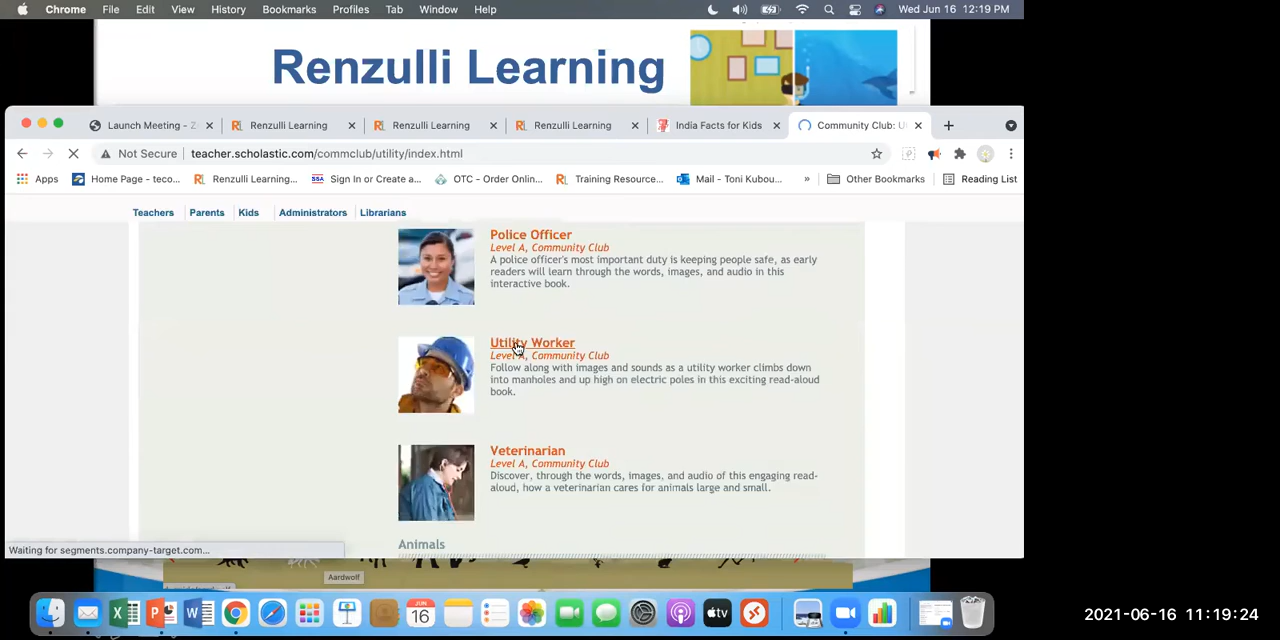 Chrome File Edit View History Bookmarks Profiles Tab Window Help Wed Jun 16 12:19 PM
Renzulli Learning
Launch Meeting - Z Renzulli Learning Renzulli Learning Renzulli Learning India Facts for Kids Community Club: U
Not Secure teacher.scholastic.com/commclub/utility/index.html
Apps Home Page - teco... Renzulli Learning... Sign In or Create a... OTC - Order Onlin... Training Resource... Mail - Toni Kubou... » Other Bookmarks Reading List
Teachers Parents Kids Administrators Librarians
Police Officer
Level A, Community Club
A police officer's most important duty is keeping people safe, as early
readers will learn through the words, images, and audio in this
interactive book.
Utility Worker
Level A, Community Club
Follow along with images and sounds as a utility worker climbs down
into manholes and up high on electric poles in this exciting read-aloud
book.
Veterinarian
Level A, Community Club
Discover, through the words, images, and audio of this engaging read-
aloud, how a veterinarian cares for animals large and small.
Animals
Waiting for segments.company-target.com...
Aardwolf
JUN
16
2021-06-16 11:19:24